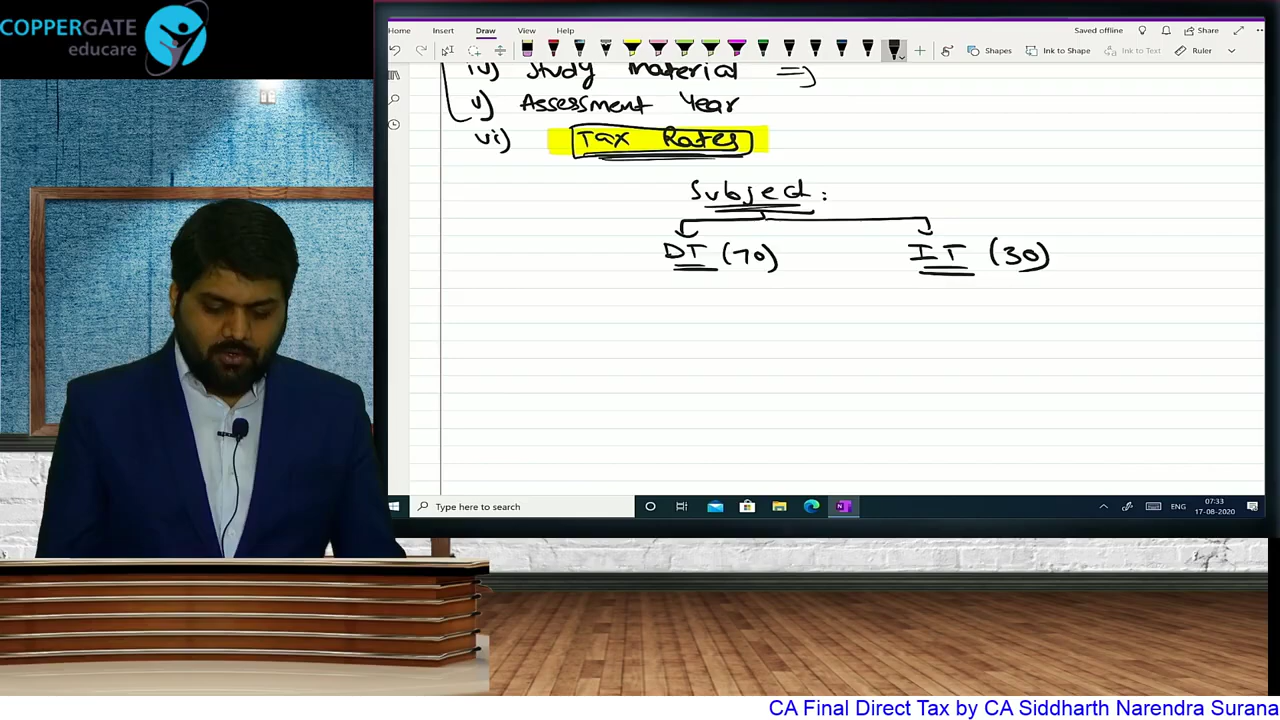 COPPERGATE
educare
Home Insert Draw View Help
Saved offline
Share
Shapes
Ink to Shape
Ink to Text
Ruler
iv) Study material =>
v) Assessment Year
vi) Tax Rates
Subject :
DT (70) IT (30)
Type here to search
ENG
07:33
17-08-2020
CA Final Direct Tax by CA Siddharth Narendra Surana